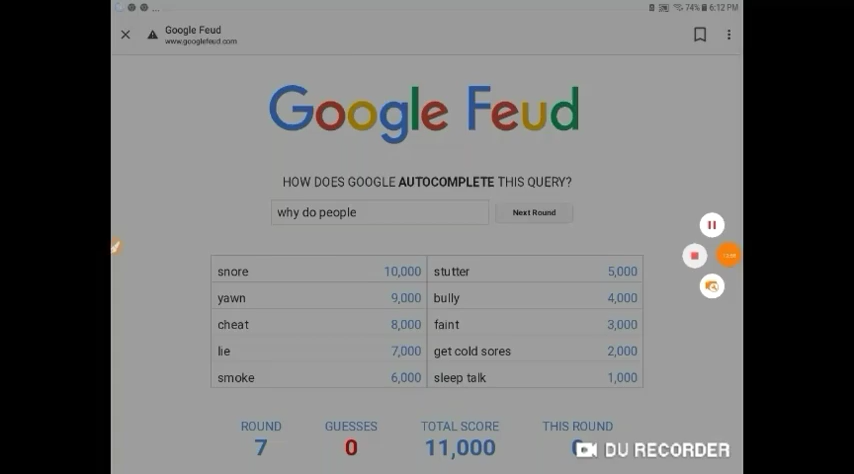 74% 6:12 PM
Google Feud
www.googlefeud.com
Google Feud
HOW DOES GOOGLE AUTOCOMPLETE THIS QUERY?
why do people Next Round
snore 10,000 stutter 5,000
yawn 9,000 bully 4,000
cheat 8,000 faint 3,000
lie 7,000 get cold sores 2,000
smoke 6,000 sleep talk 1,000
ROUND GUESSES TOTAL SCORE THIS ROUND
7 0 11,000
DU RECORDER